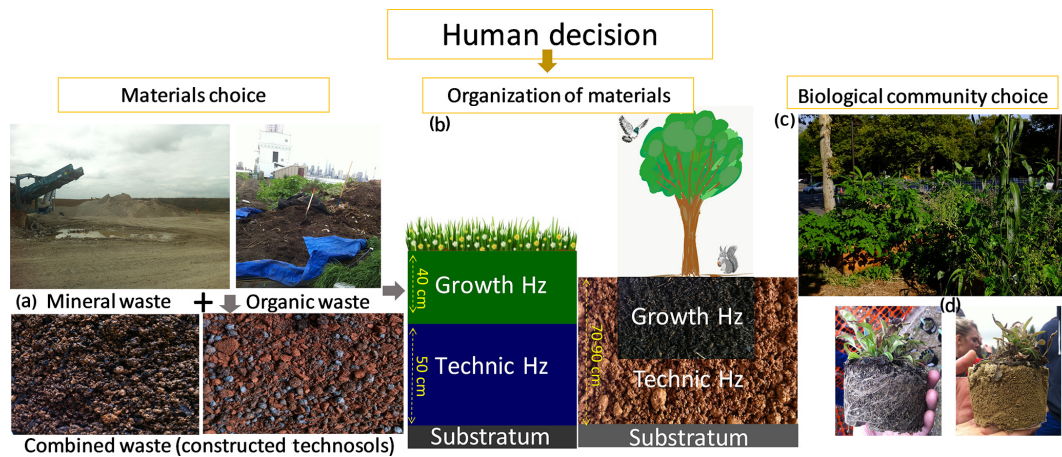 Human decision
Materials choice
Organization of materials
Biological community choice
(b)
(c)
(a) Mineral waste + Organic waste
40 cm
Growth Hz
50 cm
Technic Hz
Substratum
Growth Hz
70-90 cm
Technic Hz
Substratum
(d)
Combined waste (constructed technosols)